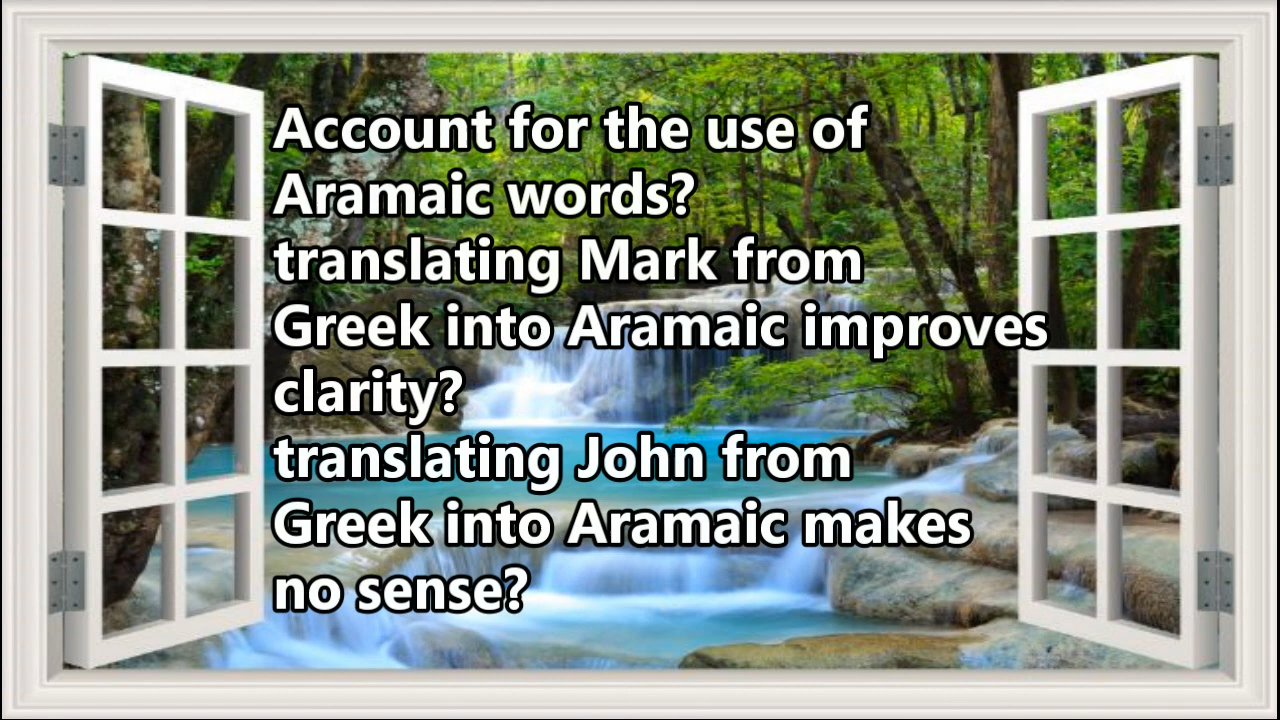 Account for the use of
Aramaic words?
translating Mark from
Greek into Aramaic improves
clarity?
translating John from
Greek into Aramaic makes
no sense?